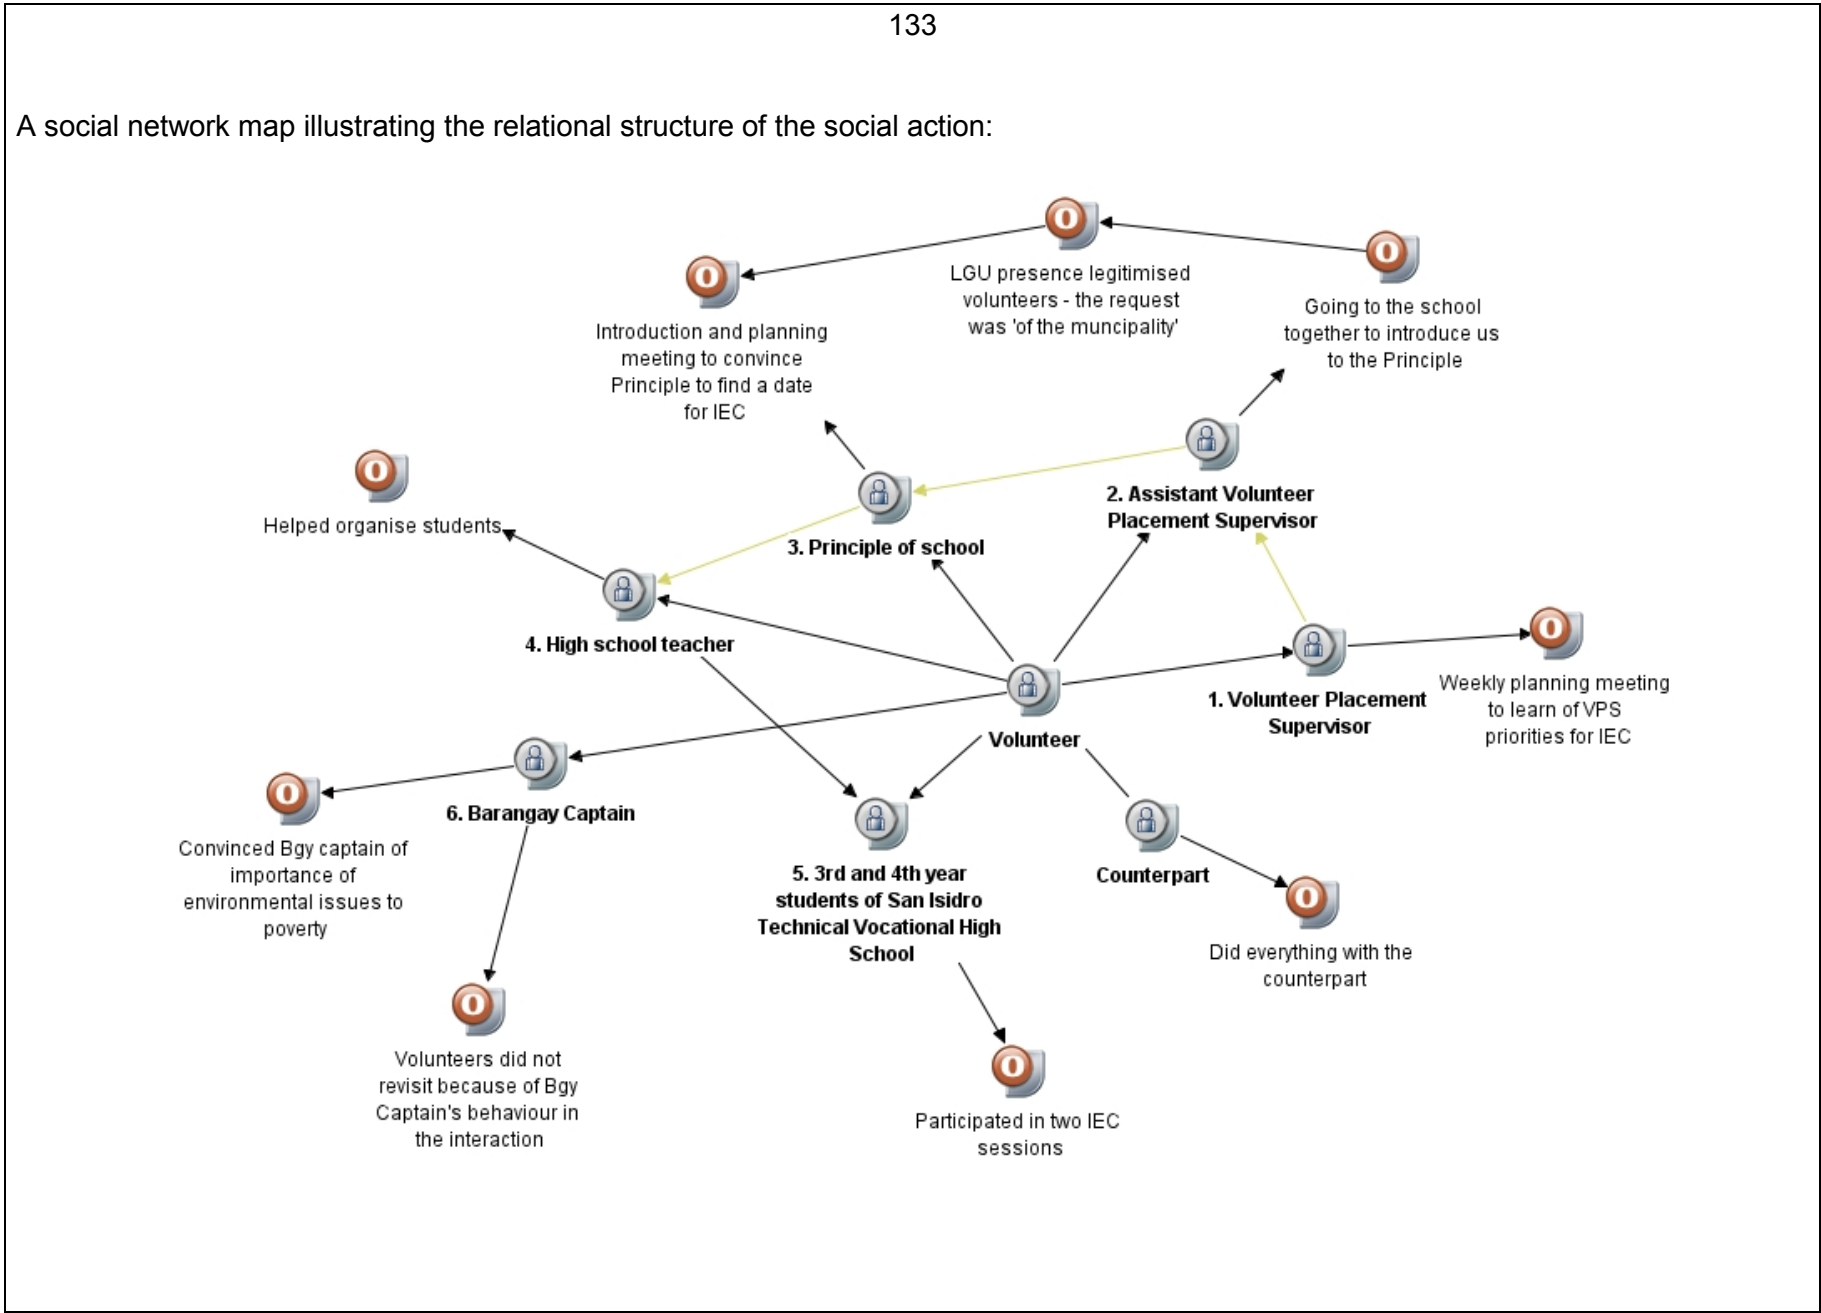 133
A social network map illustrating the relational structure of the social action:
LGU presence legitimised
volunteers - the request
was 'of the muncipality'
Going to the school
together to introduce us
to the Principle
Introduction and planning
meeting to convince
Principle to find a date
for IEC
2. Assistant Volunteer
Placement Supervisor
Helped organise students
3. Principle of school
4. High school teacher
1. Volunteer Placement
Supervisor
Weekly planning meeting
to learn of VPS
priorities for IEC
Volunteer
6. Barangay Captain
Convinced Bgy captain of
importance of
environmental issues to
poverty
5. 3rd and 4th year
students of San Isidro
Technical Vocational High
School
Counterpart
Did everything with the
counterpart
Volunteers did not
revisit because of Bgy
Captain's behaviour in
the interaction
Participated in two IEC
sessions